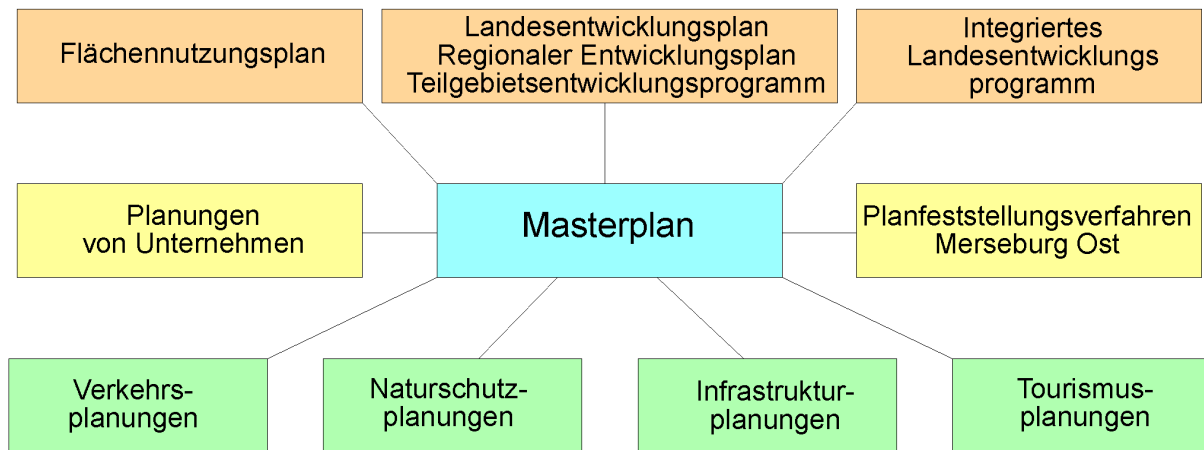 Flächennutzungsplan
Landesentwicklungsplan
Regionaler Entwicklungsplan
Teilgebietsentwicklungsprogramm
Integriertes
Landesentwicklungs
programm
Planungen
von Unternehmen
Masterplan
Planfeststellungsverfahren
Merseburg Ost
Verkehrs-
planungen
Naturschutz-
planungen
Infrastruktur-
planungen
Tourismus-
planungen